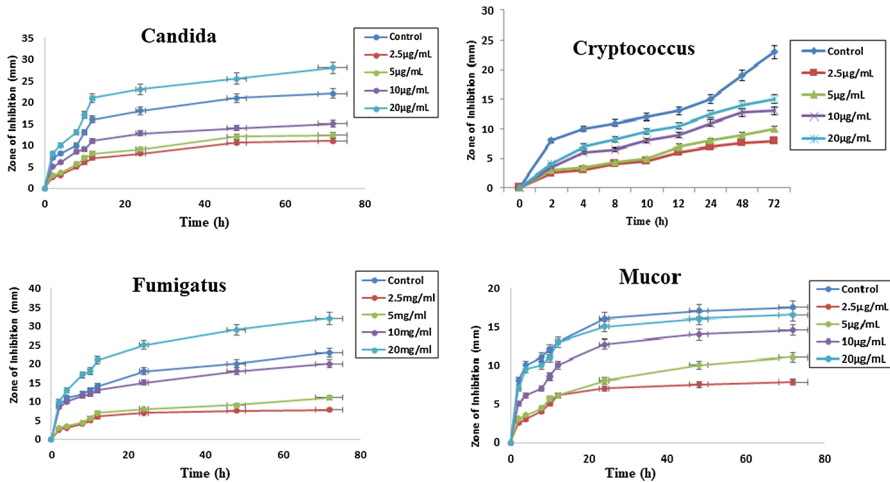 Candida
Zone of Inhibition (mm)
35
30
25
20
15
10
5
0
0 20 40 60 80
Time (h)
Control
2.5µg/mL
5µg/mL
10µg/mL
20µg/mL
Cryptococcus
Zone of Inhibition (mm)
30
25
20
15
10
5
0
0 2 4 8 10 12 24 48 72
Time (h)
Control
2.5µg/mL
5µg/mL
10µg/mL
20µg/mL
Fumigatus
Zone of Inhibition (mm)
40
35
30
25
20
15
10
5
0
0 20 40 60 80
Time (h)
Control
2.5mg/ml
5mg/ml
10mg/ml
20mg/ml
Mucor
Zone of Inhibition (mm)
20
15
10
5
0
0 20 40 60 80
Time (h)
Control
2.5µg/mL
5µg/mL
10µg/mL
20µg/mL